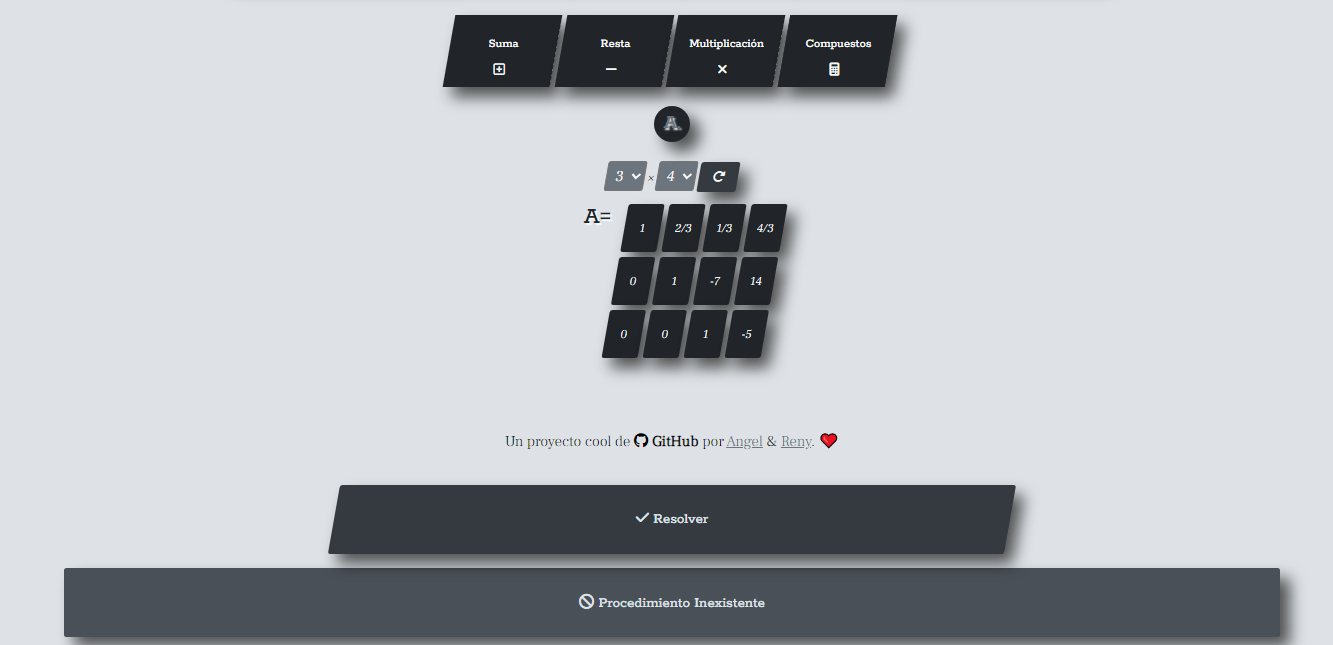 Suma Resta Multiplicación Compuestos
A
3 × 4
A= 1 2/3 1/3 4/3
0 1 -7 14
0 0 1 -5
Un proyecto cool de GitHub por Angel & Reny.
Resolver
Procedimiento Inexistente